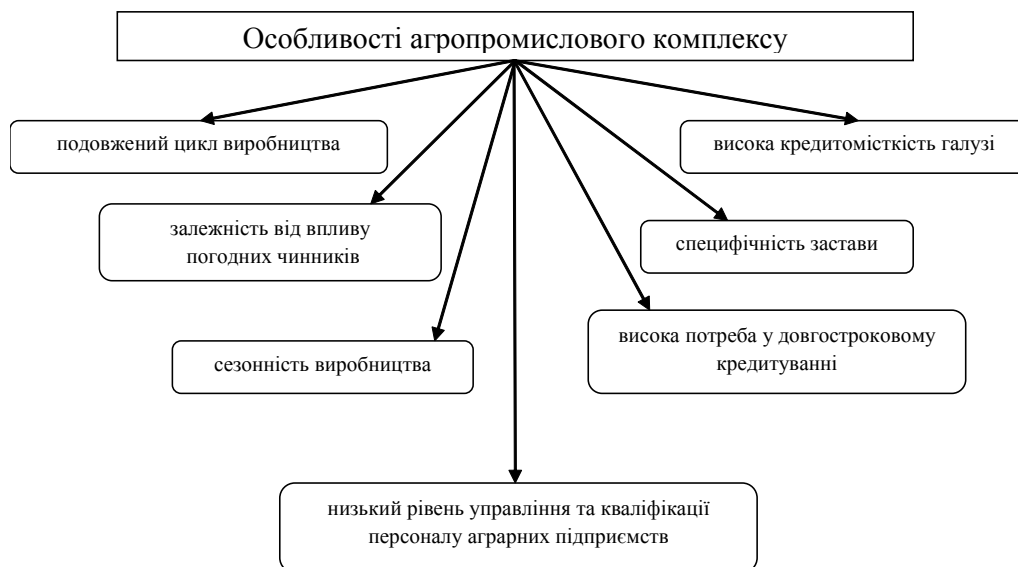 Особливості агропромислового комплексу
подовжений цикл виробництва
висока кредитомісткість галузі
залежність від впливу
погодних чинників
специфічність застави
висока потреба у довгостроковому
кредитуванні
сезонність виробництва
низький рівень управління та кваліфікації
персоналу аграрних підприємств